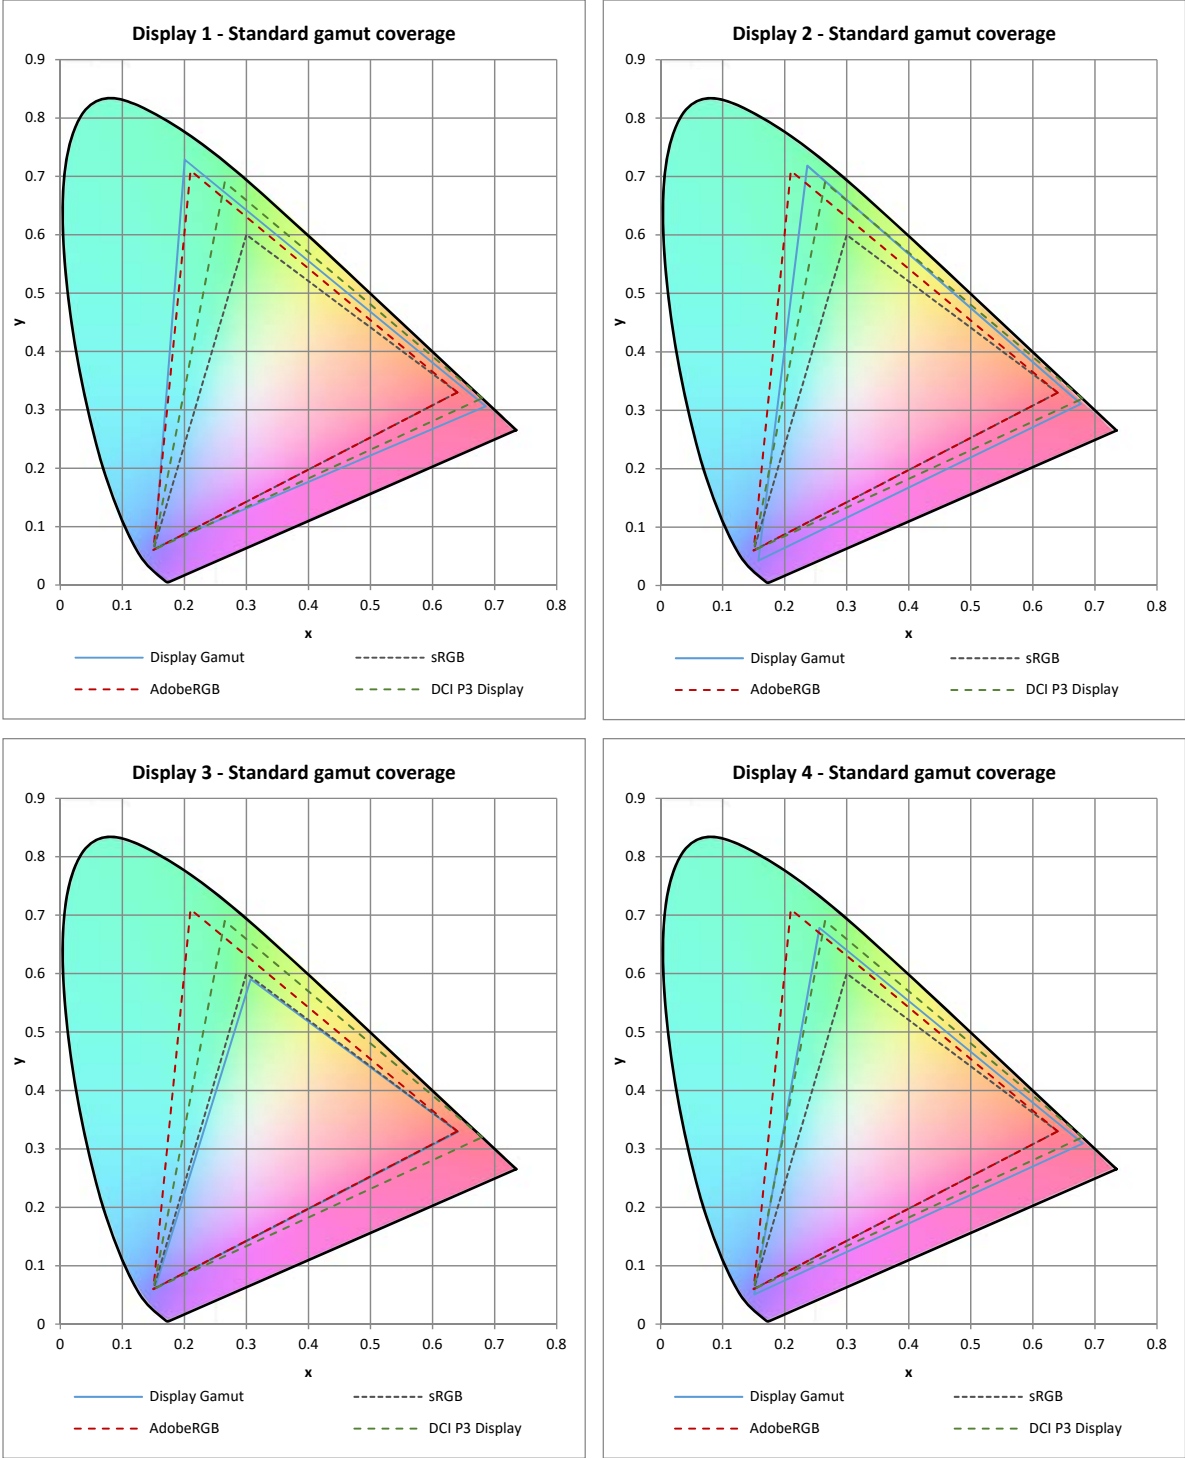 Display 1 - Standard gamut coverage
0.9
0.8
0.7
0.6
0.5
0.4
0.3
0.2
0.1
0
y
0 0.1 0.2 0.3 0.4 0.5 0.6 0.7 0.8
x
Display Gamut sRGB
AdobeRGB DCI P3 Display
Display 2 - Standard gamut coverage
0.9
0.8
0.7
0.6
0.5
0.4
0.3
0.2
0.1
0
y
0 0.1 0.2 0.3 0.4 0.5 0.6 0.7 0.8
x
Display Gamut sRGB
AdobeRGB DCI P3 Display
Display 3 - Standard gamut coverage
0.9
0.8
0.7
0.6
0.5
0.4
0.3
0.2
0.1
0
y
0 0.1 0.2 0.3 0.4 0.5 0.6 0.7 0.8
x
Display Gamut sRGB
AdobeRGB DCI P3 Display
Display 4 - Standard gamut coverage
0.9
0.8
0.7
0.6
0.5
0.4
0.3
0.2
0.1
0
y
0 0.1 0.2 0.3 0.4 0.5 0.6 0.7 0.8
x
Display Gamut sRGB
AdobeRGB DCI P3 Display